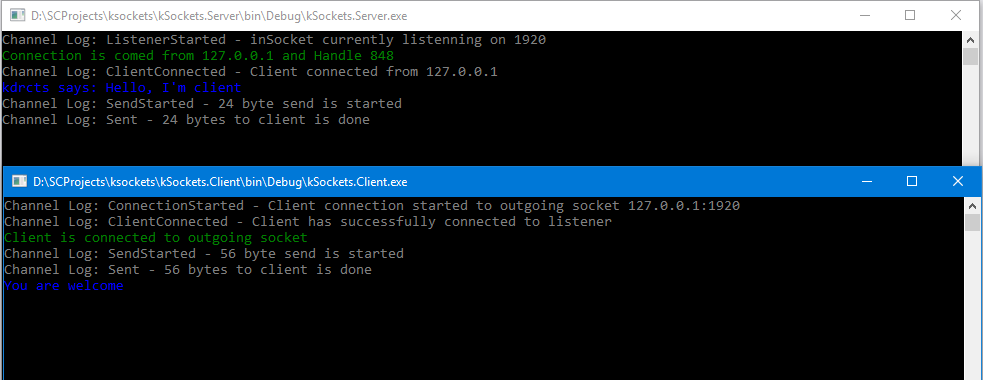 D:\SCProjects\ksockets\kSockets.Server\bin\Debug\kSockets.Server.exe
Channel Log: ListenerStarted - inSocket currently listenning on 1920
Connection is comed from 127.0.0.1 and Handle 848
Channel Log: ClientConnected - Client connected from 127.0.0.1
kdrcts says: Hello, I'm client
Channel Log: SendStarted - 24 byte send is started
Channel Log: Sent - 24 bytes to client is done
D:\SCProjects\ksockets\kSockets.Client\bin\Debug\kSockets.Client.exe
Channel Log: ConnectionStarted - Client connection started to outgoing socket 127.0.0.1:1920
Channel Log: ClientConnected - Client has successfully connected to listener
Client is connected to outgoing socket
Channel Log: SendStarted - 56 byte send is started
Channel Log: Sent - 56 bytes to client is done
You are welcome